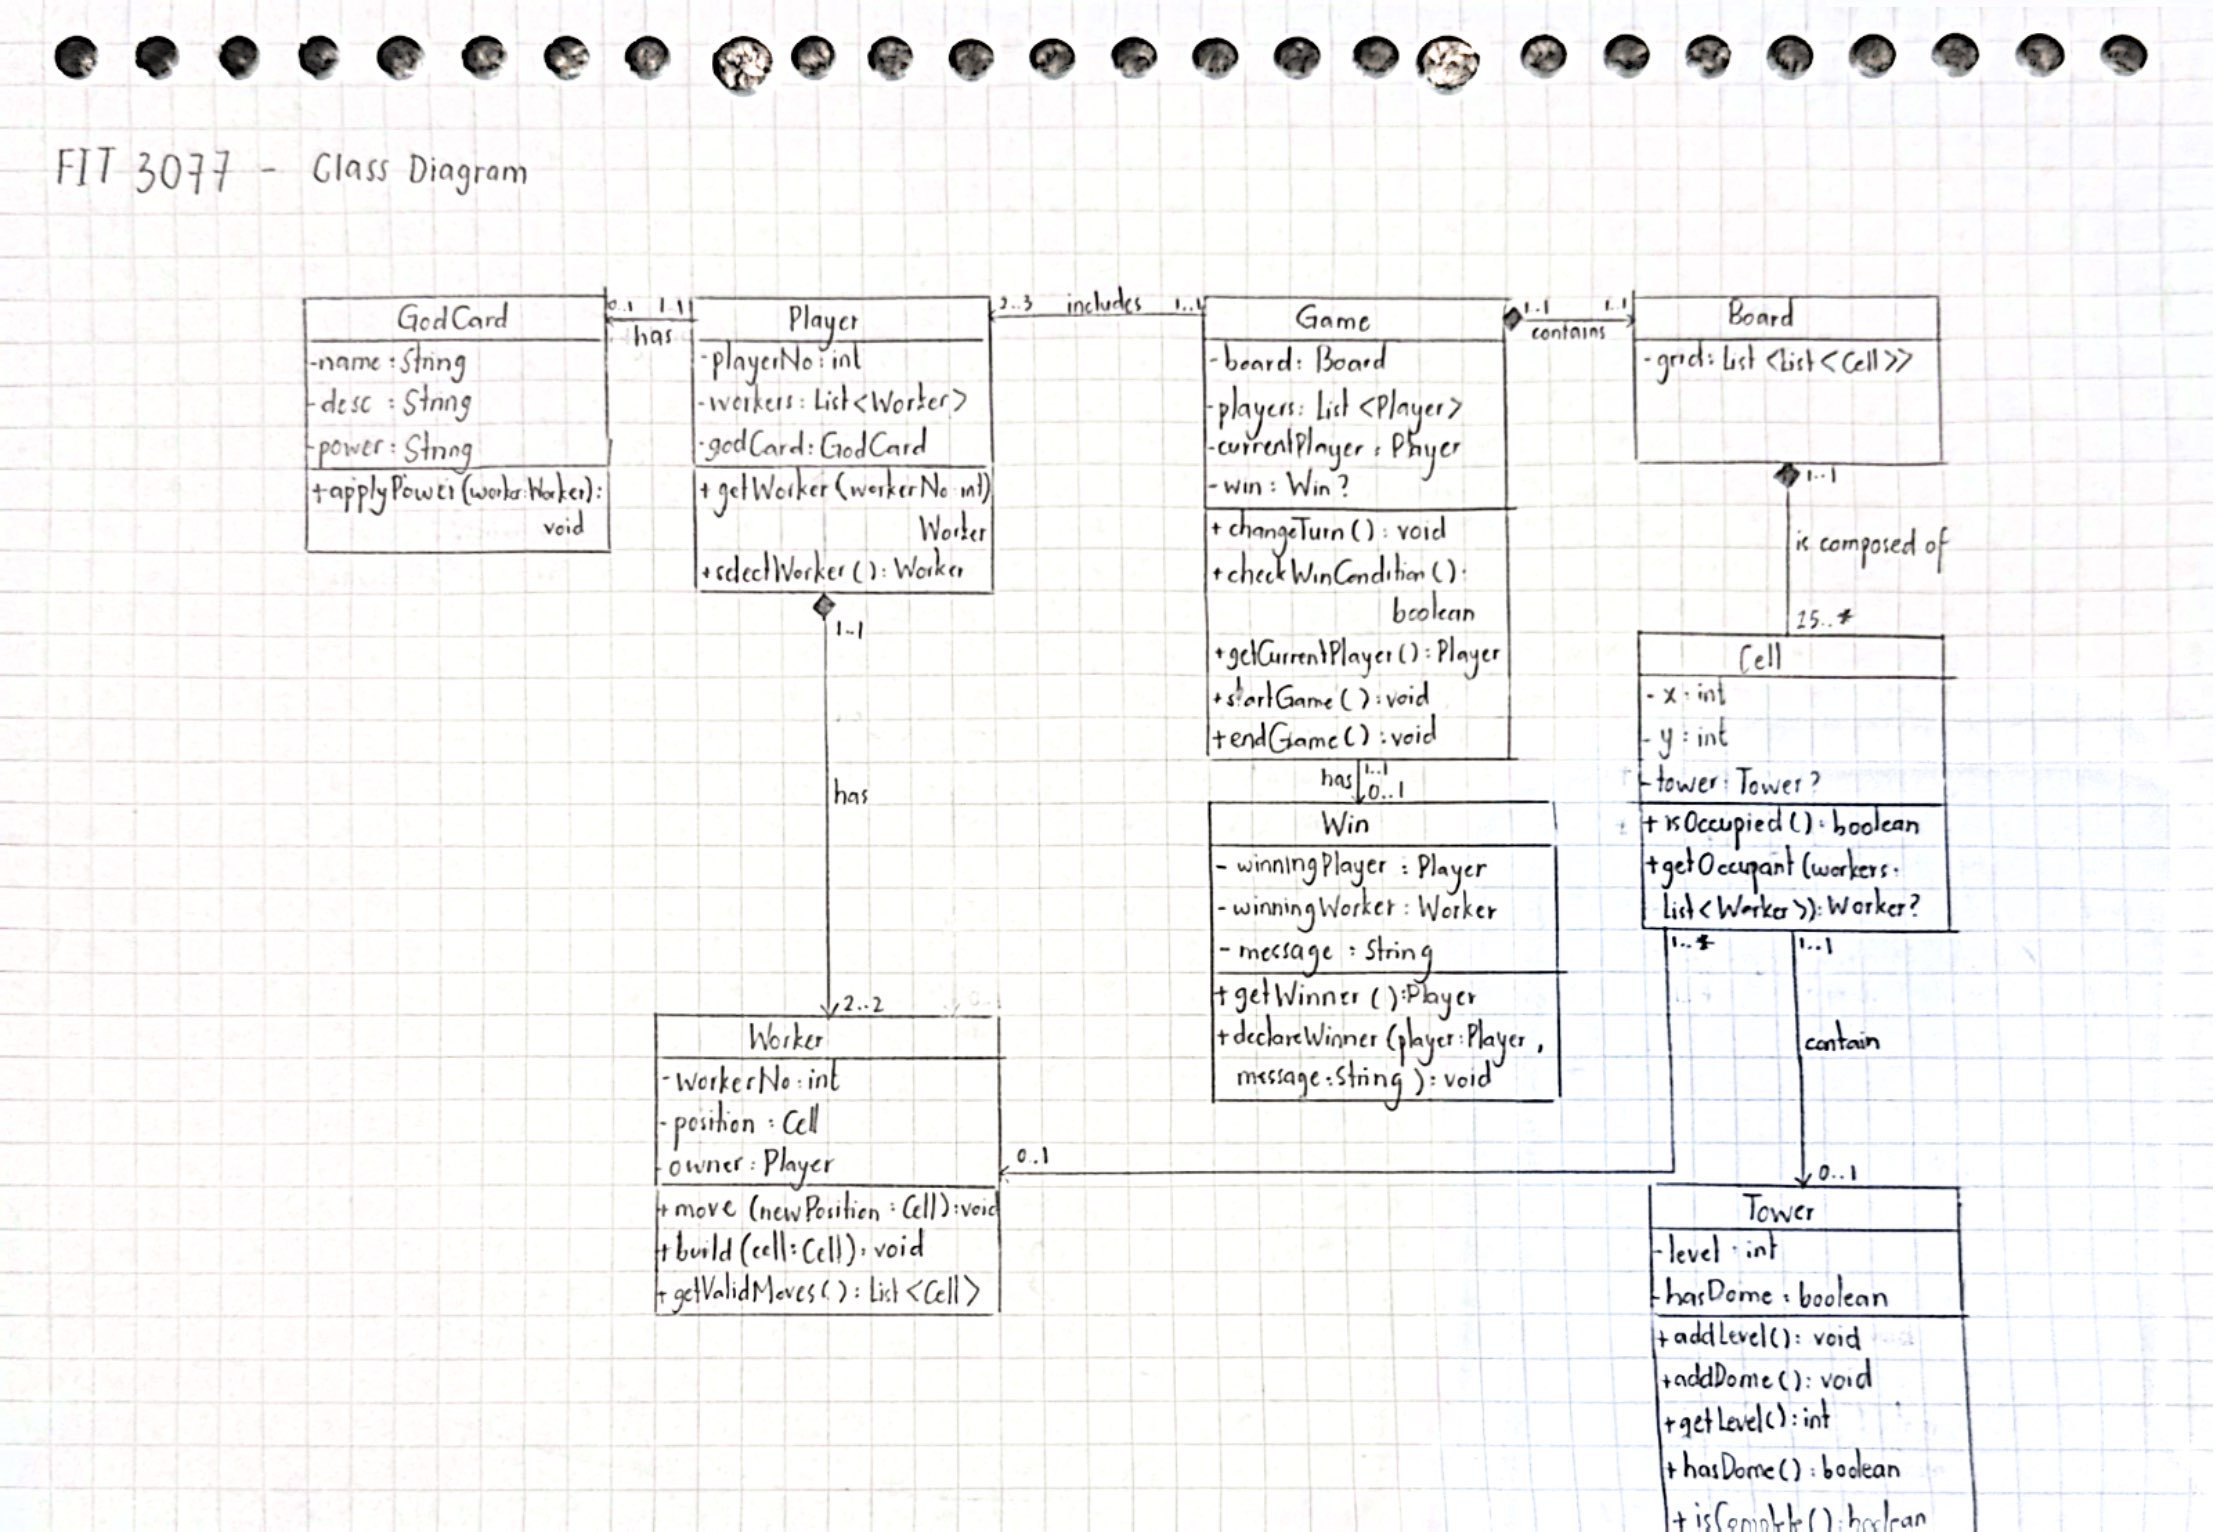 FIT 3077 - Class Diagram
GodCard
-name : String
-desc : String
-power : String
+applyPower(worker:Worker):
void
0..1 1..1
has
Player
-playerNo: int
-workers: List<Worker>
-godCard: GodCard
+getWorker(workerNo:int)
Worker
+selectWorker(): Worker
1..1
has
2..2
2..3 includes 1..1
Game
-board: Board
-players: List<Player>
-currentPlayer: Player
-win: Win?
+changeTurn(): void
+checkWinCondition():
boolean
+getCurrentPlayer(): Player
+startGame(): void
+endGame(): void
1..1 1..1
contains
Board
-grid: List<List<Cell>>
1..1
is composed of
25..*
Cell
- x: int
- y: int
-tower: Tower?
+isOccupied(): boolean
+getOccupant(workers:
List<Worker>): Worker?
has 1..1
0..1
Win
- winningPlayer : Player
- winningWorker : Worker
- message : String
+getWinner():Player
+declareWinner(player:Player,
message:String): void
1..* 1..1
contain
0..1
Worker
-workerNo: int
-position : Cell
-owner: Player
+move(newPosition: Cell):void
+build(cell:Cell): void
+getValidMoves(): List<Cell>
0..1
Tower
-level : int
-hasDome : boolean
+addLevel(): void
+addDome(): void
+getLevel(): int
+hasDome(): boolean
+isComplete(): boolean